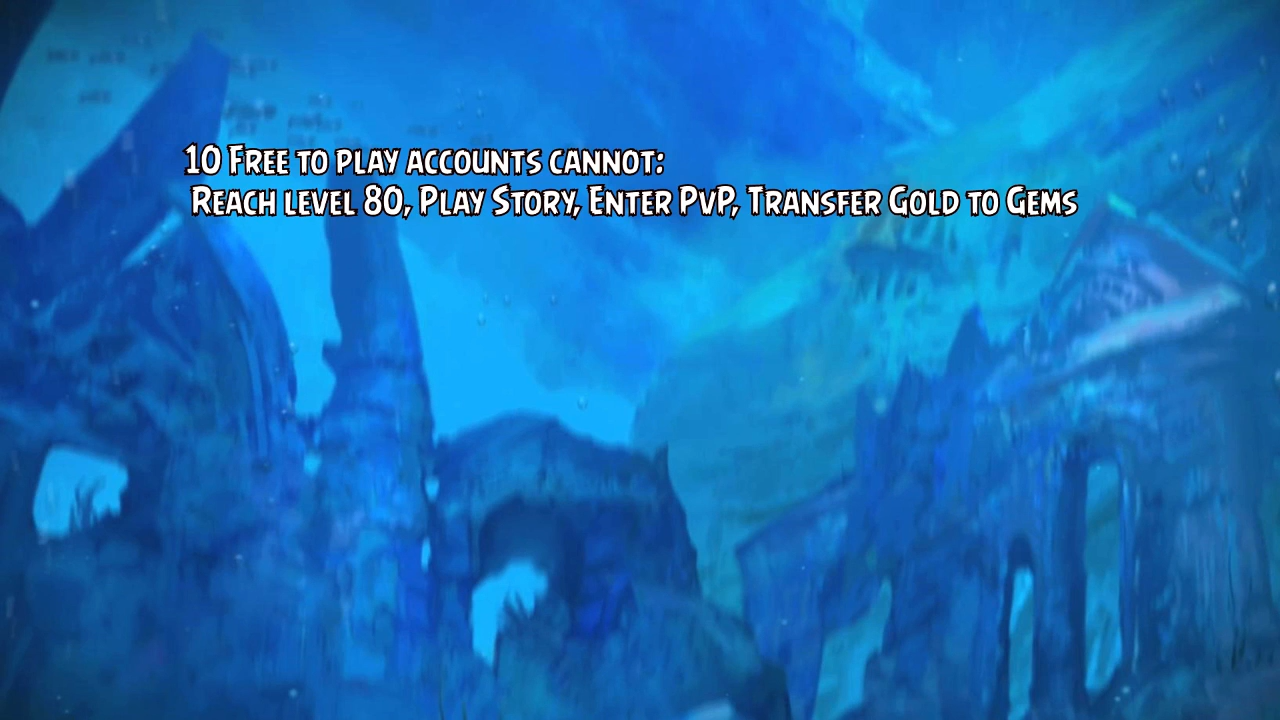 10 Free to play accounts cannot:
Reach level 80, Play Story, Enter PvP, Transfer Gold to Gems